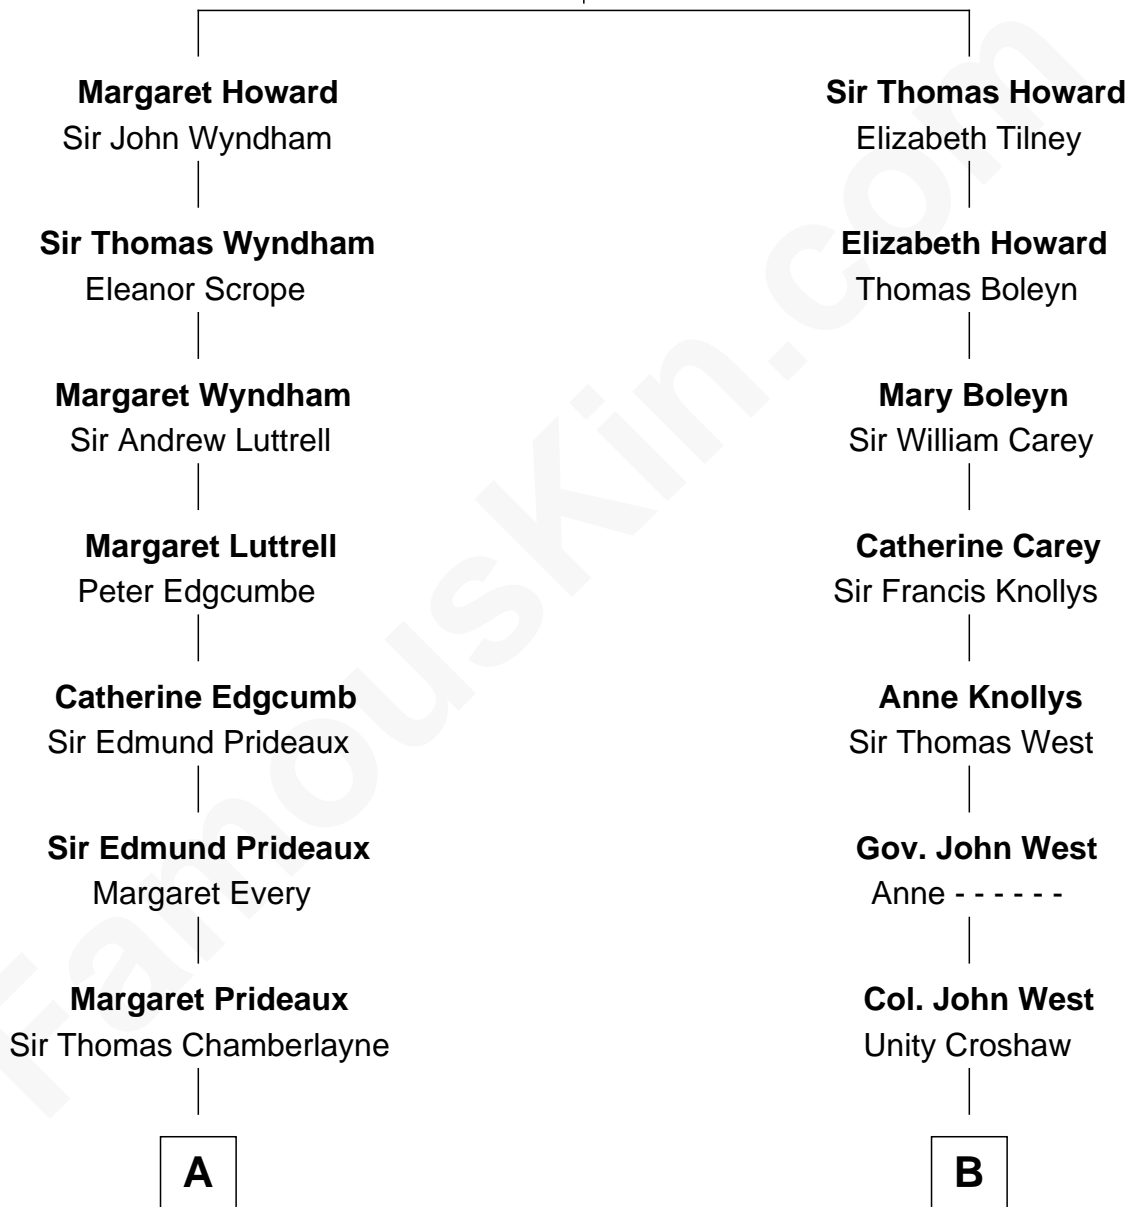 Margaret Howard
Sir John Wyndham
Sir Thomas Wyndham
Eleanor Scrope
Margaret Wyndham
Sir Andrew Luttrell
Margaret Luttrell
Peter Edgcumbe
Catherine Edgcumb
Sir Edmund Prideaux
Sir Edmund Prideaux
Margaret Every
Margaret Prideaux
Sir Thomas Chamberlayne
A
Sir Thomas Howard
Elizabeth Tilney
Elizabeth Howard
Thomas Boleyn
Mary Boleyn
Sir William Carey
Catherine Carey
Sir Francis Knollys
Anne Knollys
Sir Thomas West
Gov. John West
Anne - - - - - -
Col. John West
Unity Croshaw
B
FamousKin.com